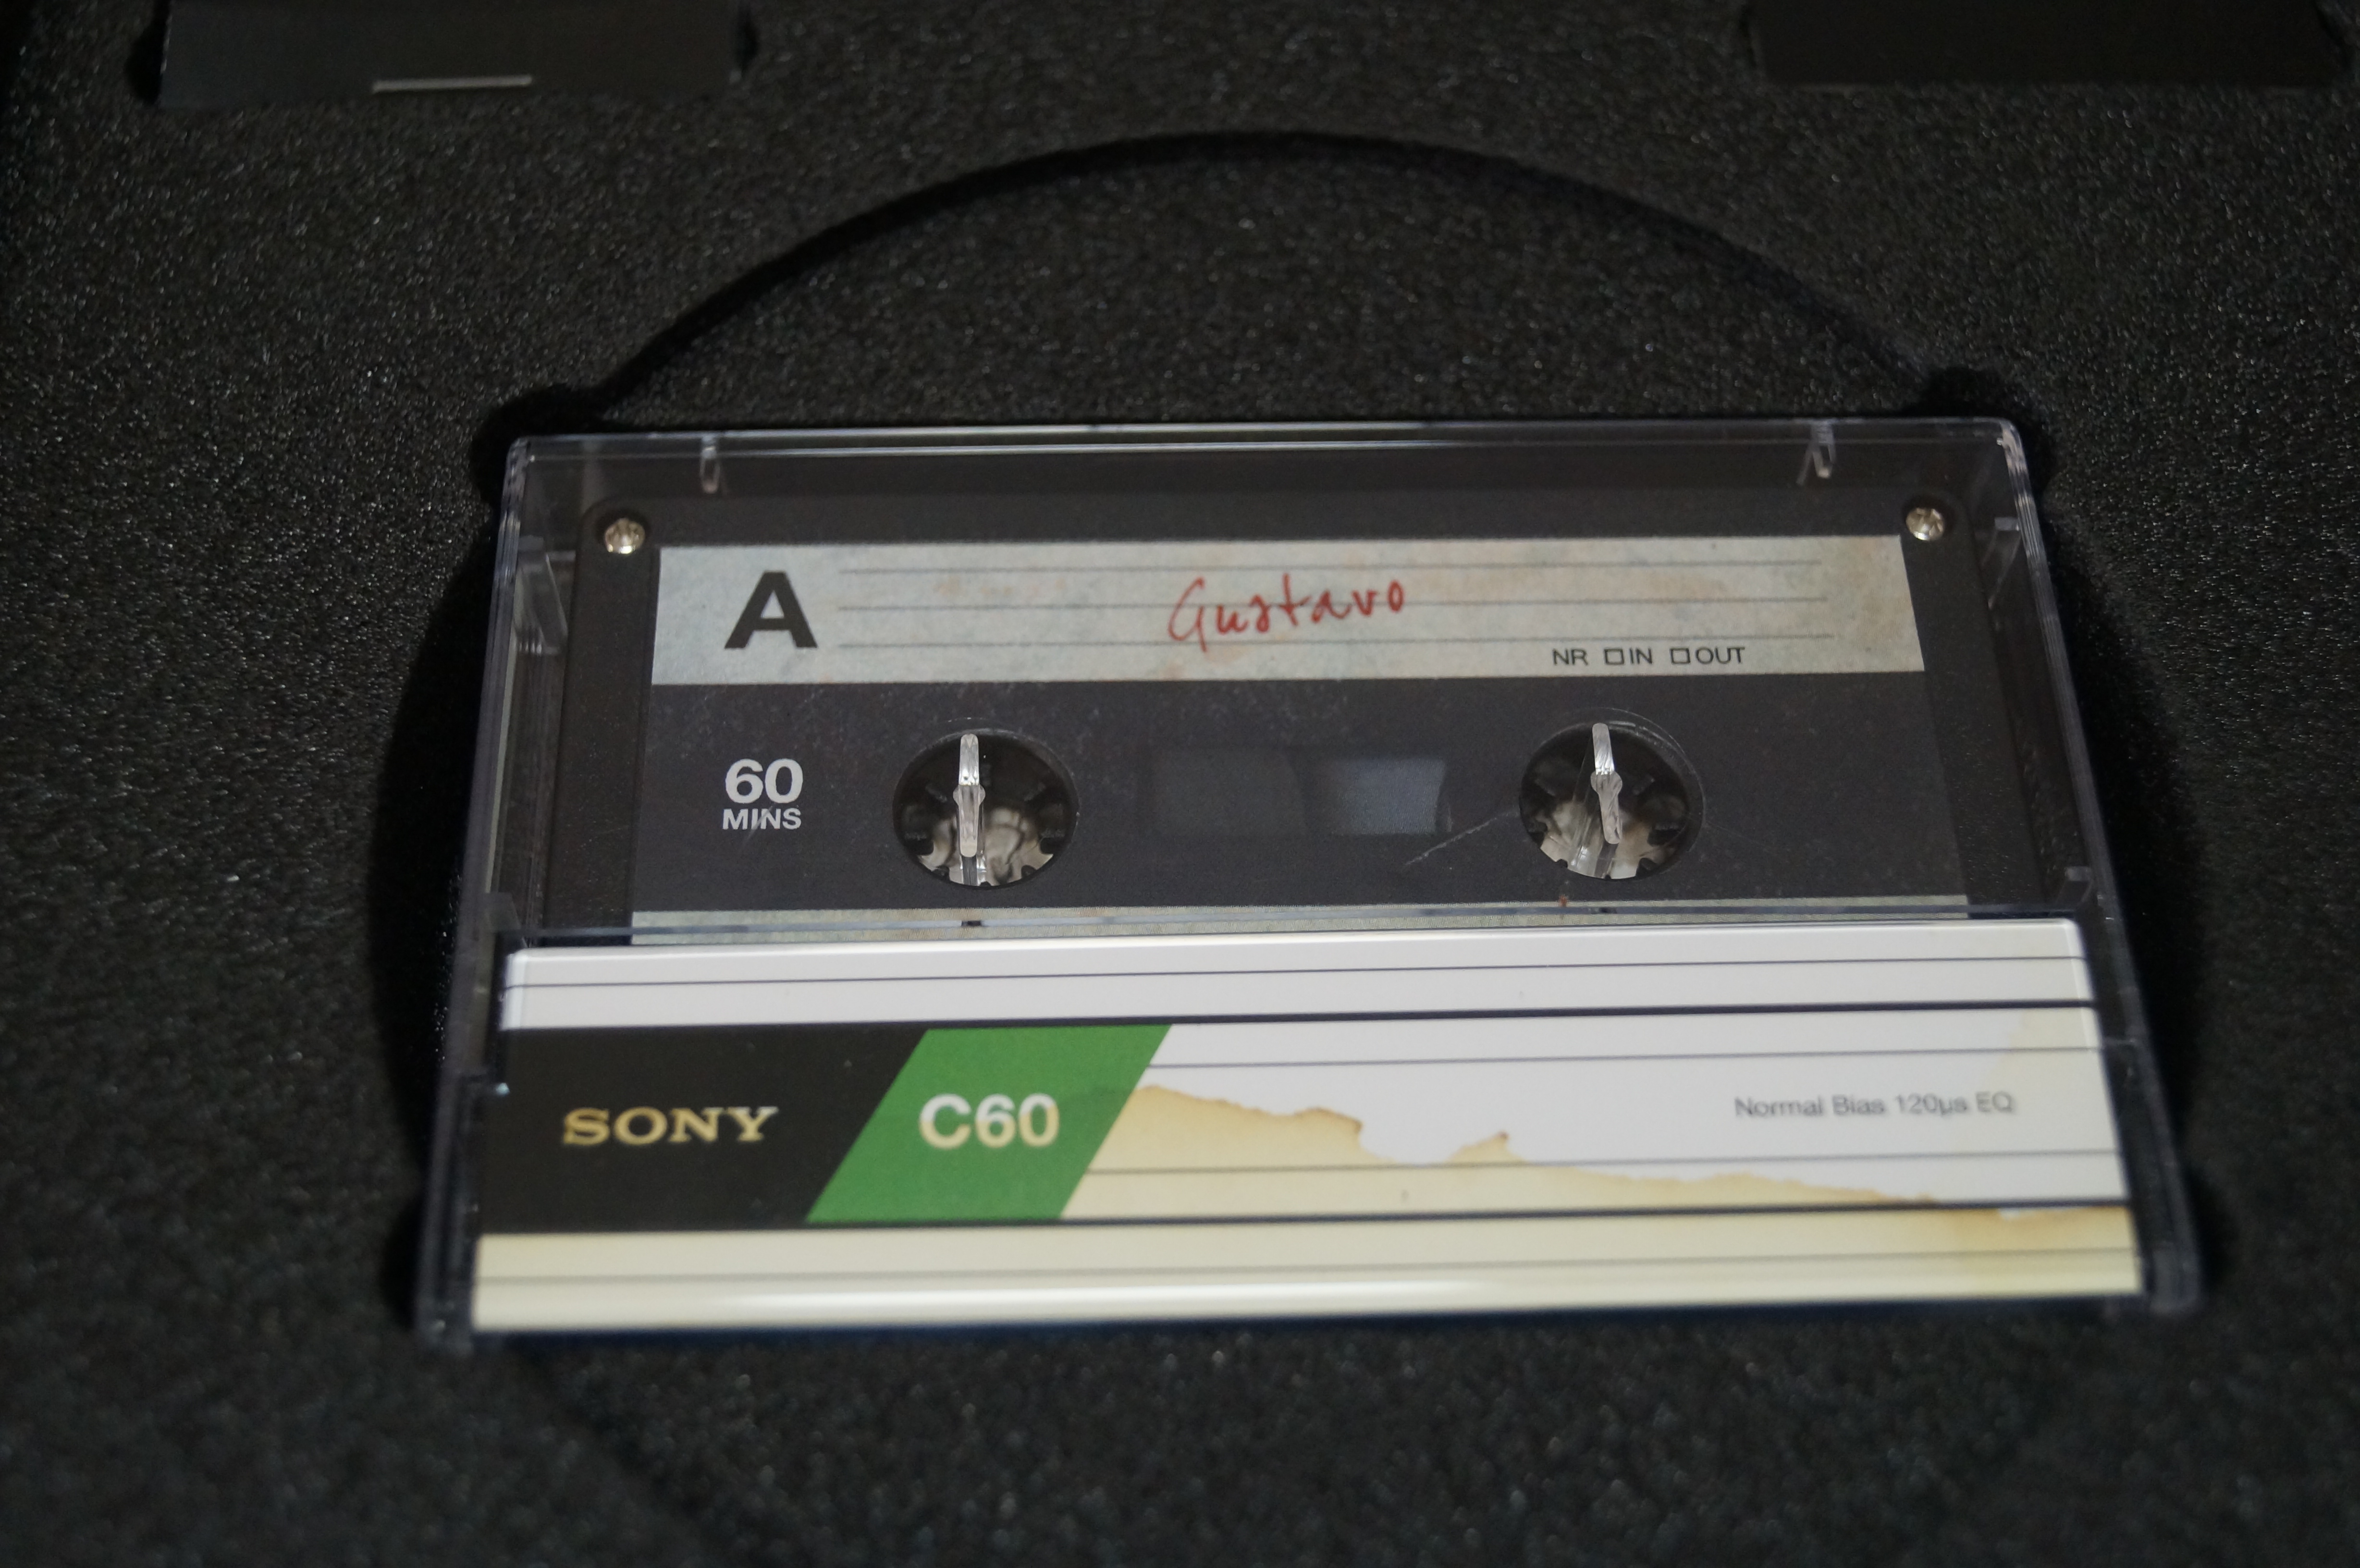 A
Gustavo
NR □IN □OUT
60
MINS
SONY
C60
Normal Bias 120µs EQ